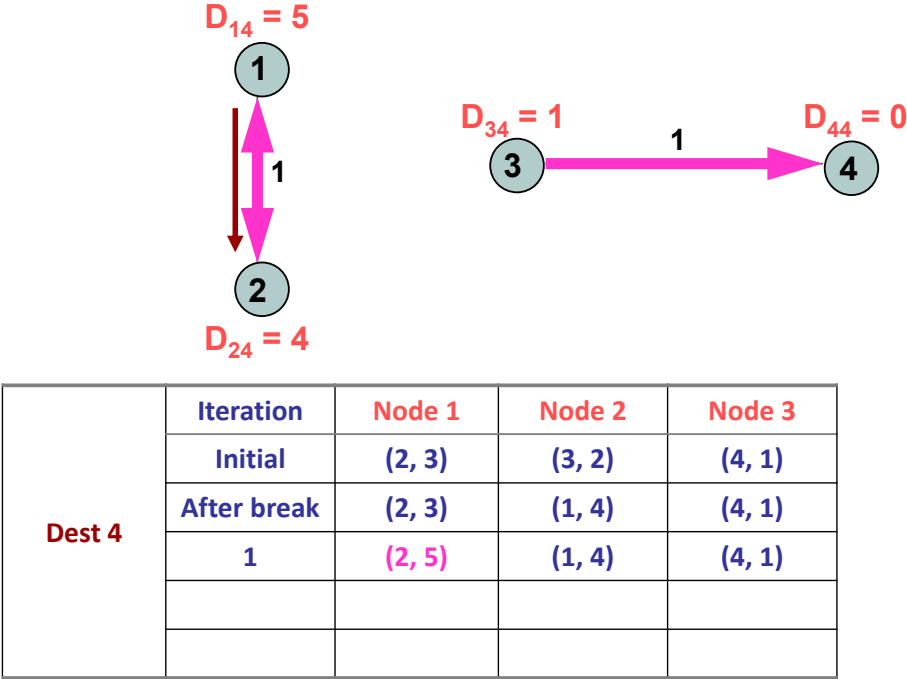 D14 = 5
1
D34 = 1
D44 = 0
1
3
4
1
2
D24 = 4
Iteration Node 1 Node 2 Node 3
Initial (2, 3) (3, 2) (4, 1)
After break (2, 3) (1, 4) (4, 1)
Dest 4
1 (2, 5) (1, 4) (4, 1)